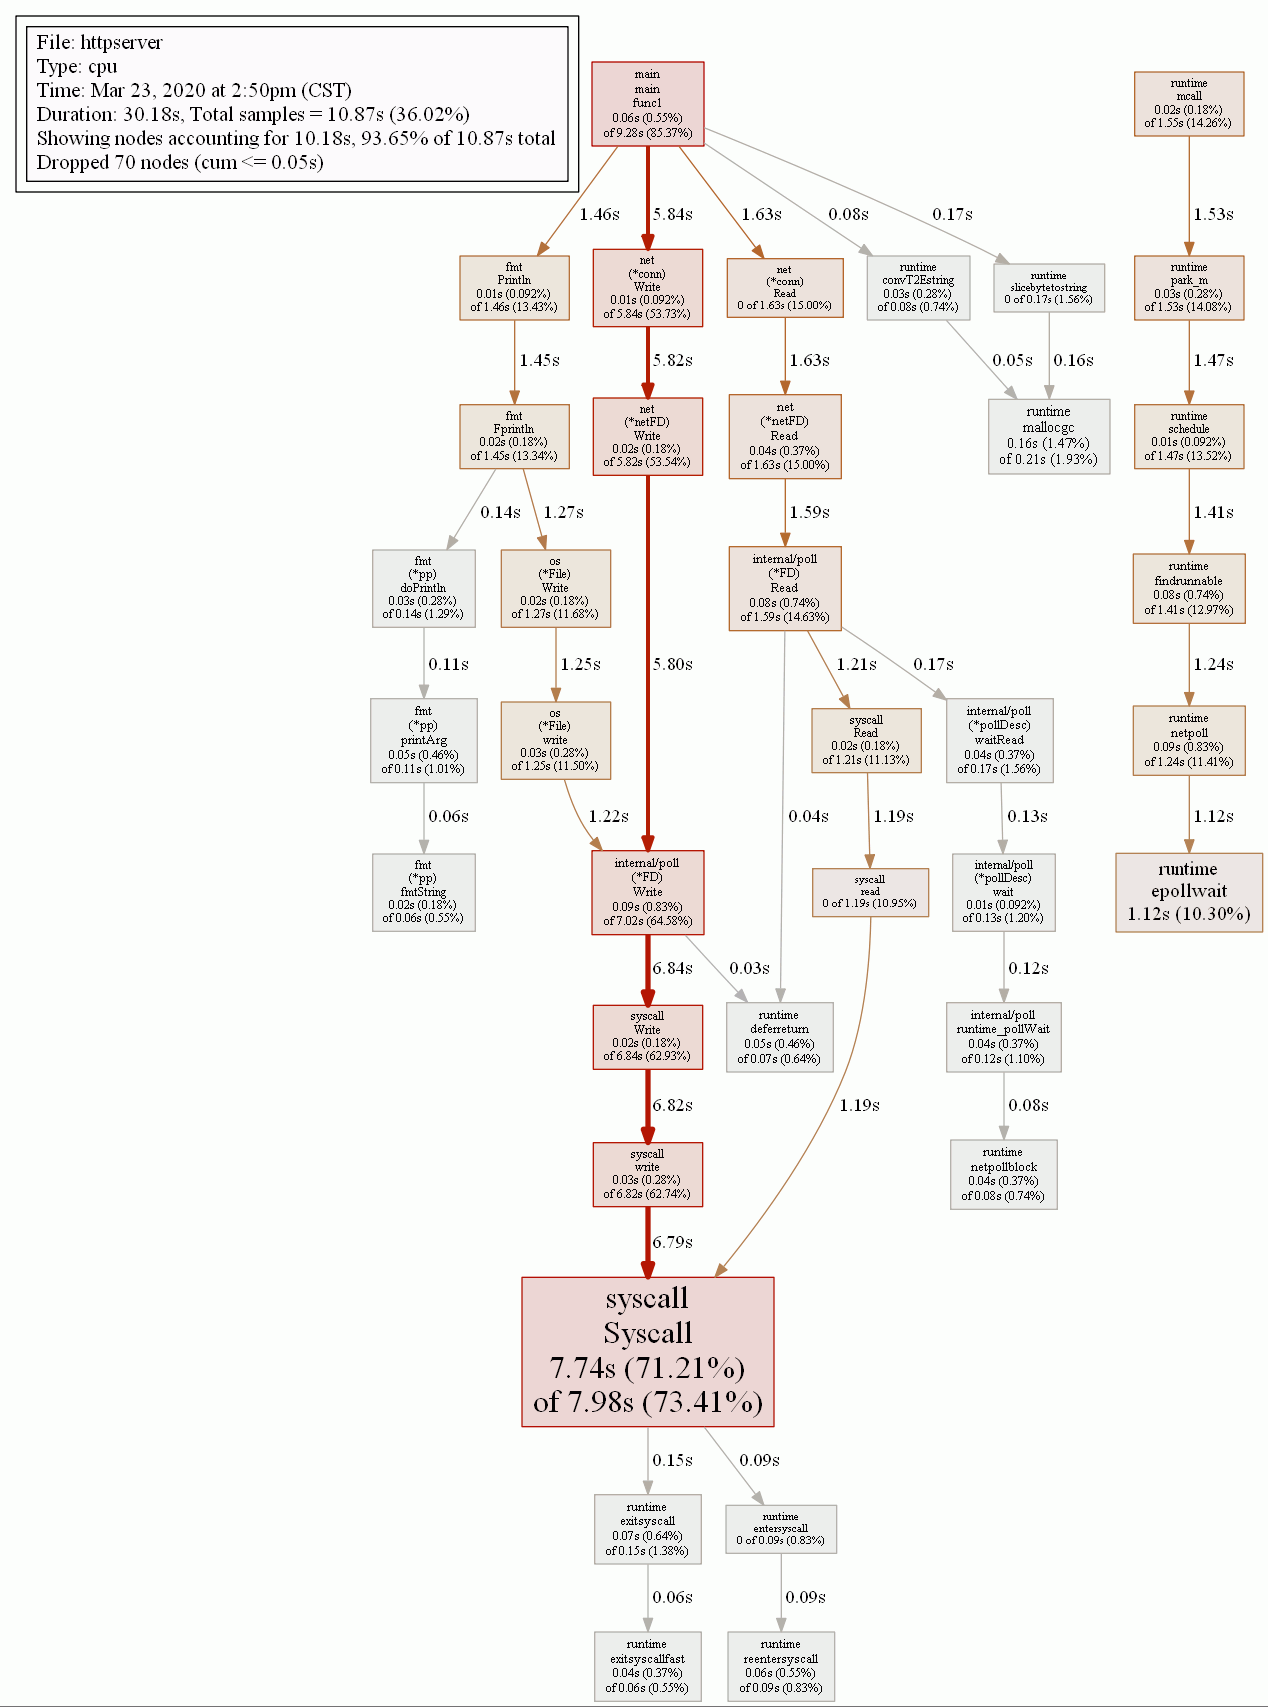 File: httpserver
Type: cpu
Time: Mar 23, 2020 at 2:50pm (CST)
Duration: 30.18s, Total samples = 10.87s (36.02%)
Showing nodes accounting for 10.18s, 93.65% of 10.87s total
Dropped 70 nodes (cum <= 0.05s)
main
main
func1
0.06s (0.55%)
of 9.28s (85.37%)
runtime
mcall
0.02s (0.18%)
of 1.55s (14.26%)
1.46s
5.84s
1.63s
0.08s
0.17s
1.53s
fmt
Println
0.01s (0.092%)
of 1.46s (13.43%)
net
(*conn)
Write
0.01s (0.092%)
of 5.84s (53.73%)
net
(*conn)
Read
0 of 1.63s (15.00%)
runtime
convT2Estring
0.03s (0.28%)
of 0.08s (0.74%)
runtime
slicebytetostring
0 of 0.17s (1.56%)
runtime
park_m
0.03s (0.28%)
of 1.53s (14.08%)
1.45s
5.82s
1.63s
0.05s
0.16s
1.47s
fmt
Fprintln
0.02s (0.18%)
of 1.45s (13.34%)
net
(*netFD)
Write
0.02s (0.18%)
of 5.82s (53.54%)
net
(*netFD)
Read
0.04s (0.37%)
of 1.63s (15.00%)
runtime
mallocgc
0.16s (1.47%)
of 0.21s (1.93%)
runtime
schedule
0.01s (0.092%)
of 1.47s (13.52%)
0.14s
1.27s
1.59s
1.41s
fmt
(*pp)
doPrintln
0.03s (0.28%)
of 0.14s (1.29%)
os
(*File)
Write
0.02s (0.18%)
of 1.27s (11.68%)
internal/poll
(*FD)
Read
0.08s (0.74%)
of 1.59s (14.63%)
runtime
findrunnable
0.08s (0.74%)
of 1.41s (12.97%)
0.11s
1.25s
5.80s
1.21s
0.17s
1.24s
fmt
(*pp)
printArg
0.05s (0.46%)
of 0.11s (1.01%)
os
(*File)
write
0.03s (0.28%)
of 1.25s (11.50%)
syscall
Read
0.02s (0.18%)
of 1.21s (11.13%)
internal/poll
(*pollDesc)
waitRead
0.04s (0.37%)
of 0.17s (1.56%)
runtime
netpoll
0.09s (0.83%)
of 1.24s (11.41%)
0.06s
1.22s
0.04s
1.19s
0.13s
1.12s
fmt
(*pp)
fmtString
0.02s (0.18%)
of 0.06s (0.55%)
internal/poll
(*FD)
Write
0.09s (0.83%)
of 7.02s (64.58%)
syscall
read
0 of 1.19s (10.95%)
internal/poll
(*pollDesc)
wait
0.01s (0.092%)
of 0.13s (1.20%)
runtime
epollwait
1.12s (10.30%)
6.84s
0.03s
0.12s
syscall
Write
0.02s (0.18%)
of 6.84s (62.93%)
runtime
deferreturn
0.05s (0.46%)
of 0.07s (0.64%)
internal/poll
runtime_pollWait
0.04s (0.37%)
of 0.12s (1.10%)
6.82s
1.19s
0.08s
syscall
write
0.03s (0.28%)
of 6.82s (62.74%)
runtime
netpollblock
0.04s (0.37%)
of 0.08s (0.74%)
6.79s
syscall
Syscall
7.74s (71.21%)
of 7.98s (73.41%)
0.15s
0.09s
runtime
exitsyscall
0.07s (0.64%)
of 0.15s (1.38%)
runtime
entersyscall
0 of 0.09s (0.83%)
0.06s
0.09s
runtime
exitsyscallfast
0.04s (0.37%)
of 0.06s (0.55%)
runtime
reentersyscall
0.06s (0.55%)
of 0.09s (0.83%)